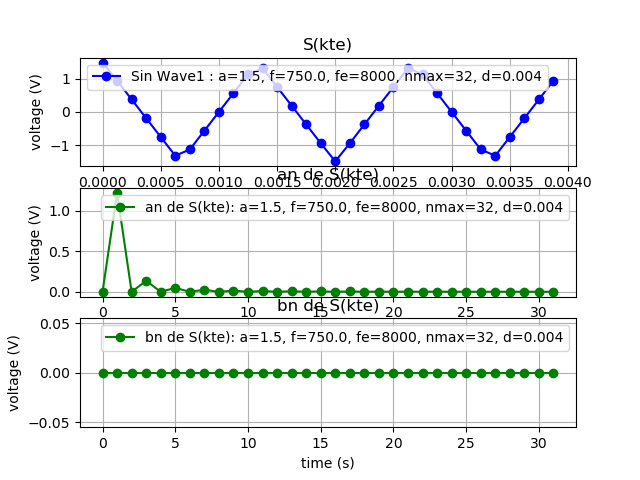 S(kte)
Sin Wave1 : a=1.5, f=750.0, fe=8000, nmax=32, d=0.004
voltage (V)
1
0
−1
0.0000 0.0005 0.0010 0.0015 0.0020 0.0025 0.0030 0.0035 0.0040
an de S(kte)
an de S(kte): a=1.5, f=750.0, fe=8000, nmax=32, d=0.004
voltage (V)
1.0
0.5
0.0
0 5 10 15 20 25 30
bn de S(kte)
bn de S(kte): a=1.5, f=750.0, fe=8000, nmax=32, d=0.004
voltage (V)
0.05
0.00
−0.05
0 5 10 15 20 25 30
time (s)